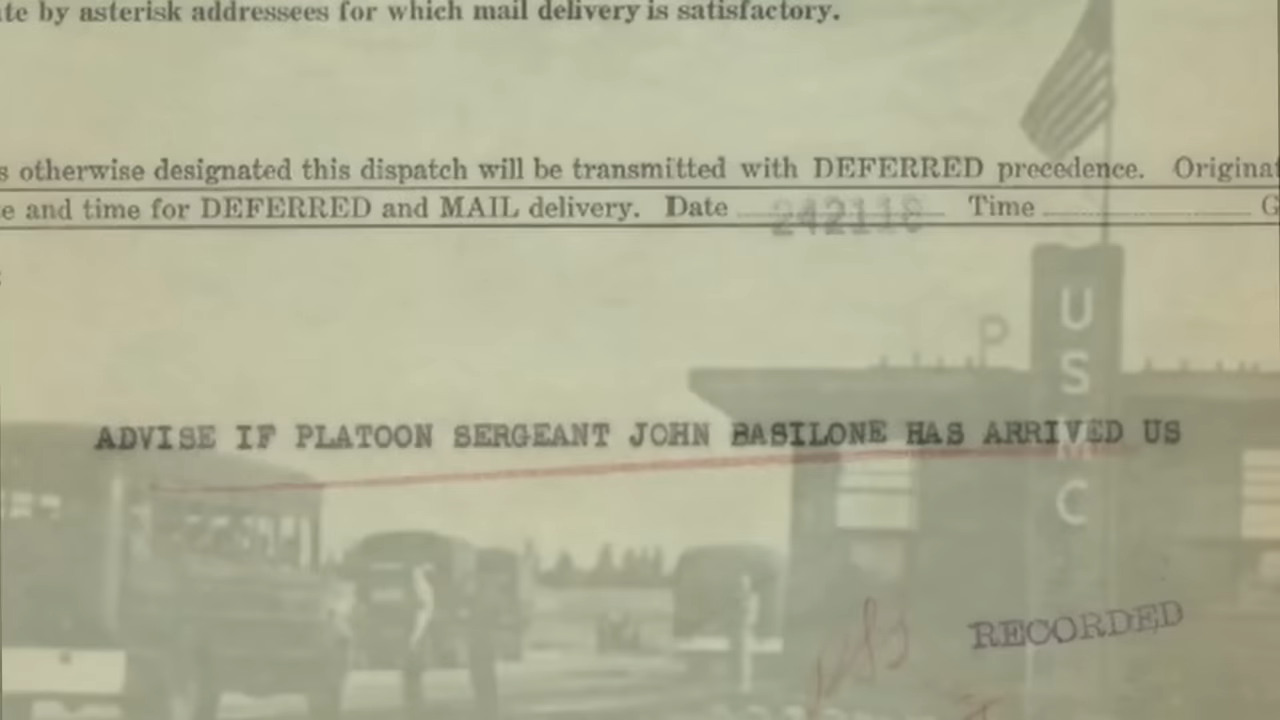 te by asterisk addressees for which mail delivery is satisfactory.
s otherwise designated this dispatch will be transmitted with DEFERRED precedence. Originat
e and time for DEFERRED and MAIL delivery. Date 242118 Time G
P
U
S
M
C
ADVISE IF PLATOON SERGEANT JOHN BASILONE HAS ARRIVED US
RECORDED